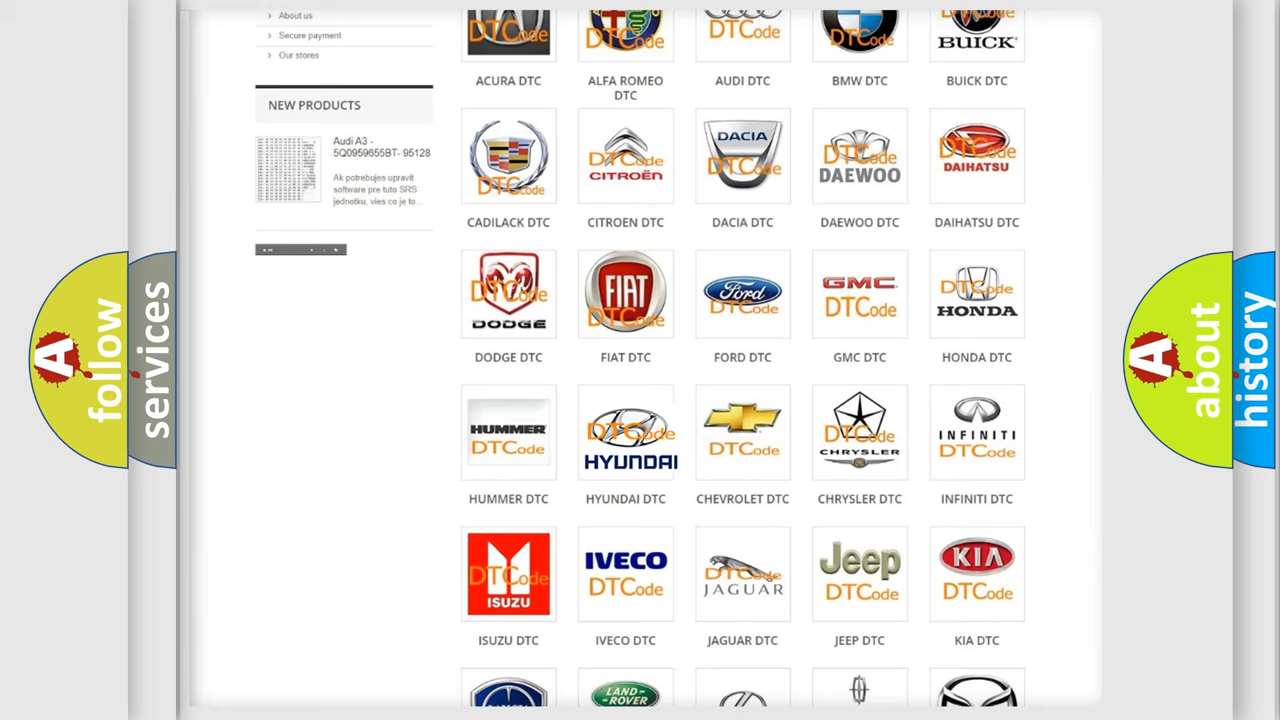 About us
Secure payment
Our stores
NEW PRODUCTS
Audi A3 -
5Q0959655BT- 95128
Ak potrebujes upravit
software pre tuto SRS
jednotku, vies co je to...
DTCode
DTCode
DTCode
DTCode
BUICK
ACURA DTC
ALFA ROMEO
DTC
AUDI DTC
BMW DTC
BUICK DTC
DTCode
DTCode
CITROËN
DACIA
DTCode
DTCode
DAEWOO
DTCode
DAIHATSU
CADILACK DTC
CITROEN DTC
DACIA DTC
DAEWOO DTC
DAIHATSU DTC
DTCode
DODGE
FIAT
DTCode
Ford
DTCode
GMC
DTCode
DTCode
HONDA
DODGE DTC
FIAT DTC
FORD DTC
GMC DTC
HONDA DTC
HUMMER
DTCode
DTCode
HYUNDAI
DTCode
DTCode
CHRYSLER
INFINITI
DTCode
HUMMER DTC
HYUNDAI DTC
CHEVROLET DTC
CHRYSLER DTC
INFINITI DTC
DTCode
ISUZU
IVECO
DTCode
DTCode
JAGUAR
Jeep
DTCode
KIA
DTCode
ISUZU DTC
IVECO DTC
JAGUAR DTC
JEEP DTC
KIA DTC
LAND-
ROVER
A follow
services
A about
history